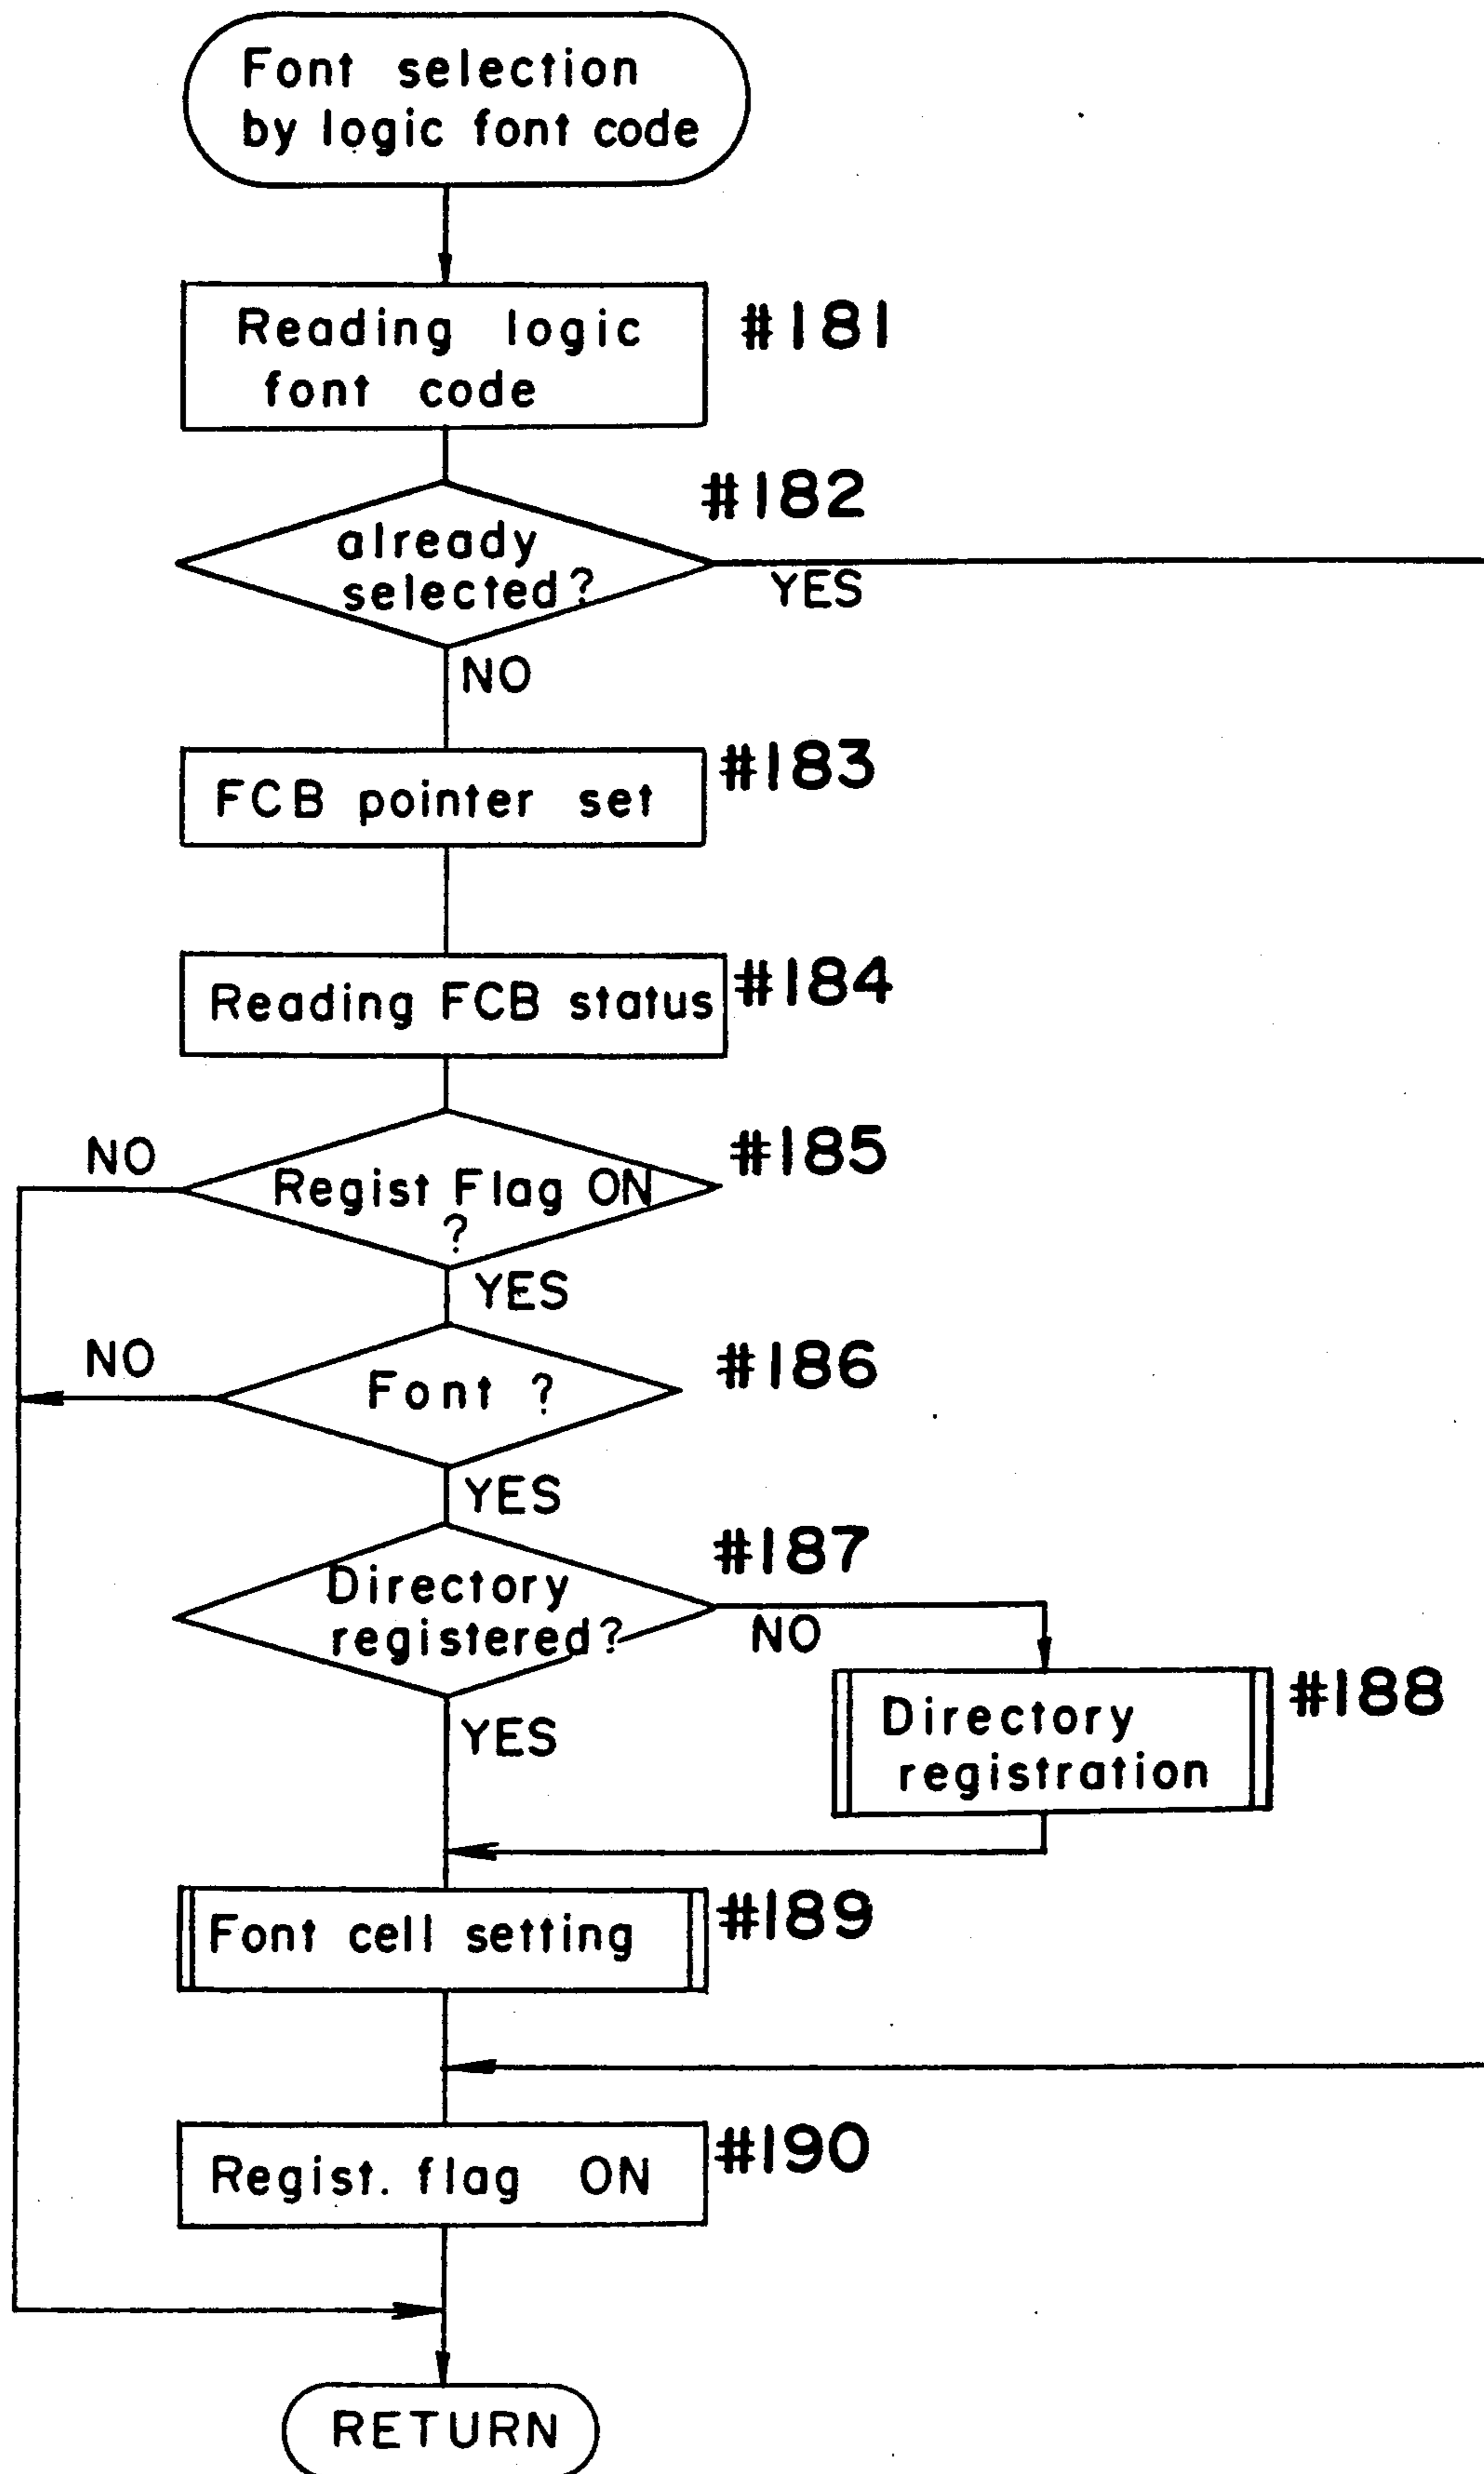 Font selection
by logic font code
Reading logic
font code
#181
already
selected?
#182
YES
NO
FCB pointer set
#183
Reading FCB status
#184
NO
Regist Flag ON
?
#185
YES
NO
Font ?
#186
YES
Directory
registered?
#187
NO
YES
Directory
registration
#188
Font cell setting
#189
Regist. flag ON
#190
RETURN